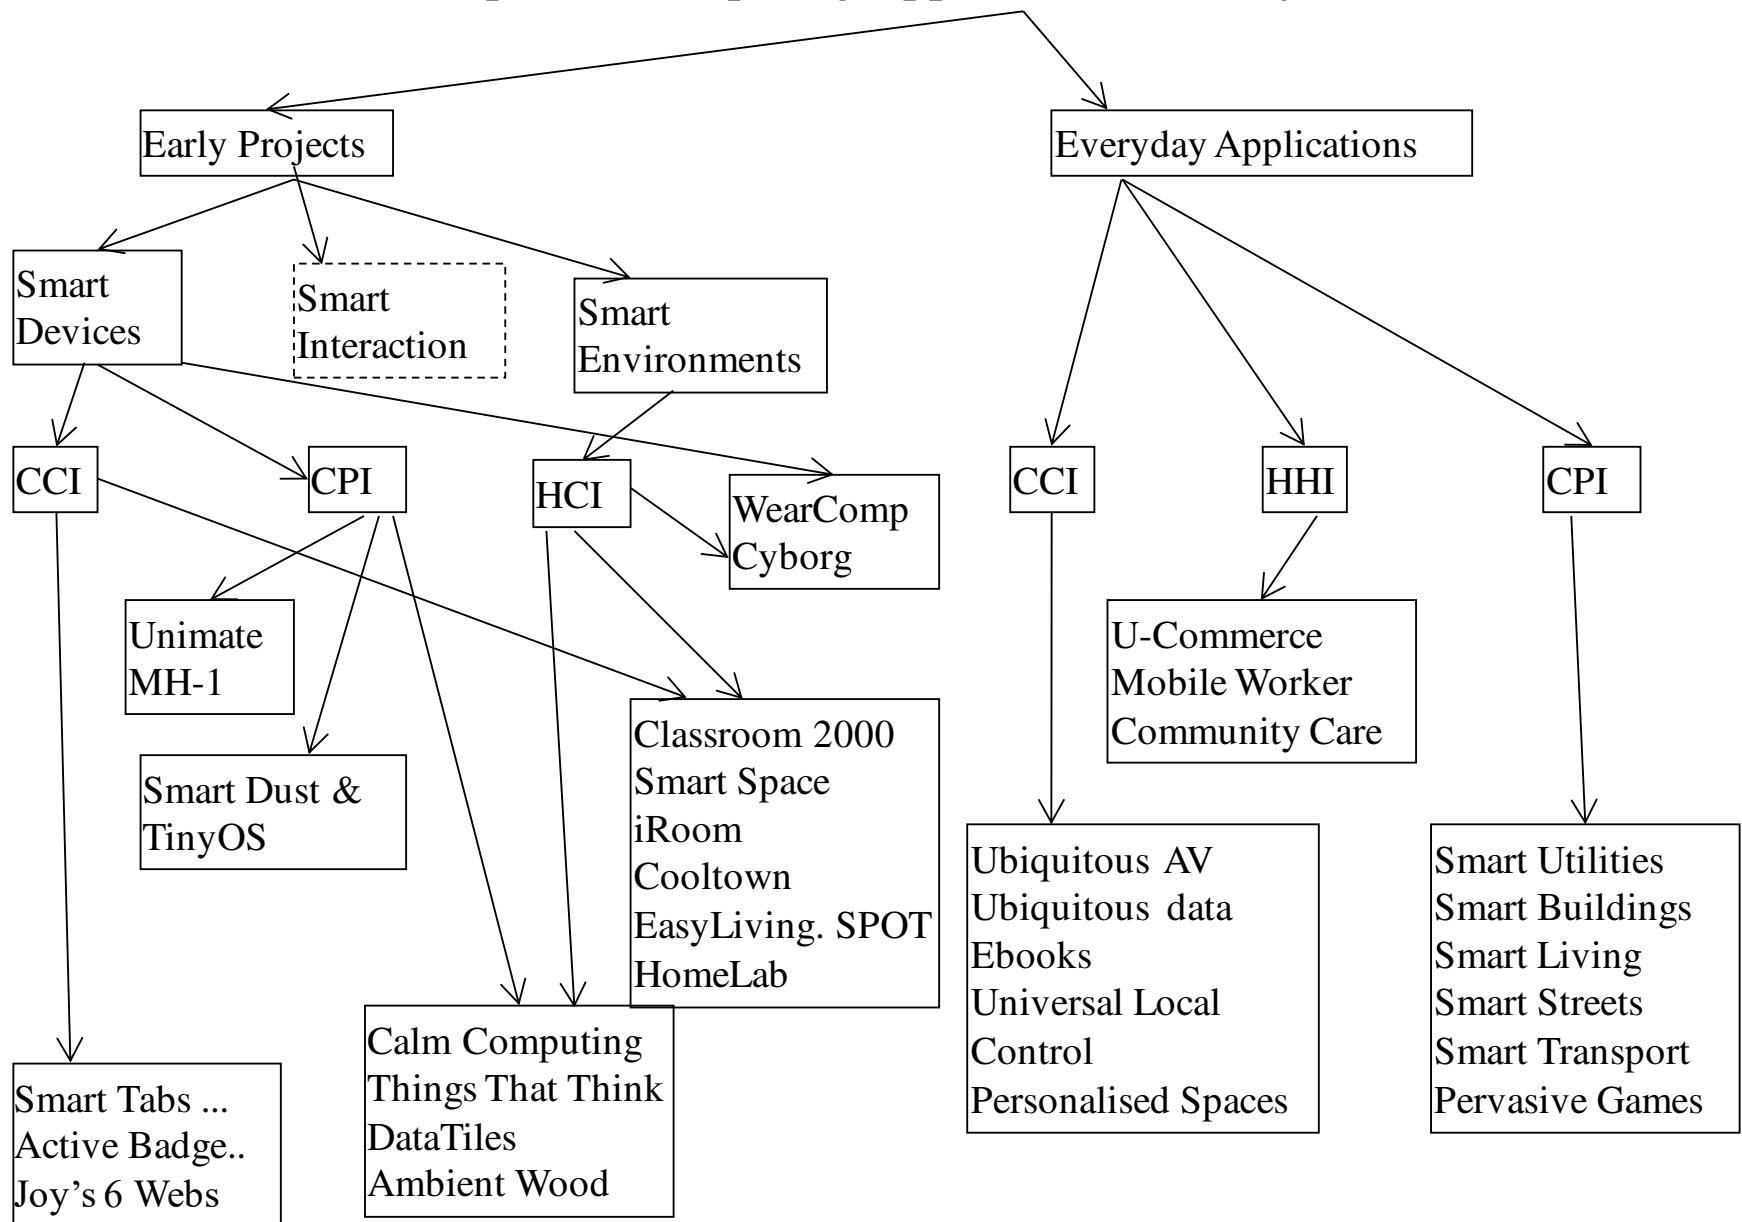 Early Projects
Everyday Applications
Smart
Devices
Smart
Interaction
Smart
Environments
CCI
CPI
HCI
WearComp
Cyborg
CCI
HHI
CPI
Unimate
MH-1
U-Commerce
Mobile Worker
Community Care
Smart Dust &
TinyOS
Classroom 2000
Smart Space
iRoom
Cooltown
EasyLiving. SPOT
HomeLab
Ubiquitous AV
Ubiquitous data
Ebooks
Universal Local
Control
Personalised Spaces
Smart Utilities
Smart Buildings
Smart Living
Smart Streets
Smart Transport
Pervasive Games
Calm Computing
Things That Think
DataTiles
Ambient Wood
Smart Tabs ...
Active Badge..
Joy's 6 Webs